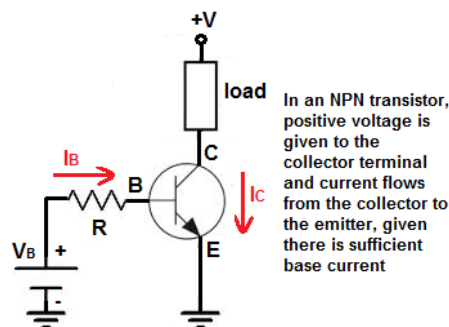 +V
load
C
IB
B
IC
R
E
VB
+
-
In an NPN transistor,
positive voltage is
given to the
collector terminal
and current flows
from the collector to
the emitter, given
there is sufficient
base current